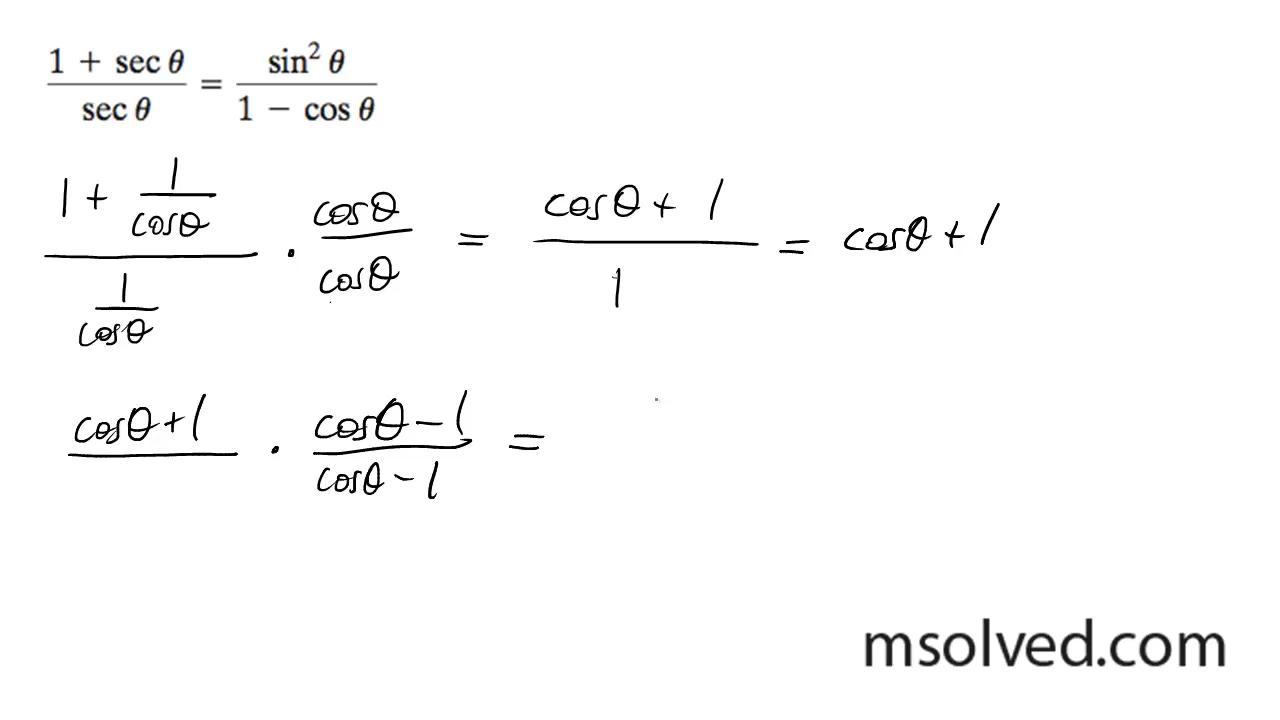 (1 + sec θ)/(sec θ) = (sin² θ)/(1 − cos θ)
(1 + 1/cosθ)/(1/cosθ) · cosθ/cosθ = (cosθ + 1)/1 = cosθ + 1
(cosθ + 1)/ · (cosθ − 1)/(cosθ − 1) =
msolved.com